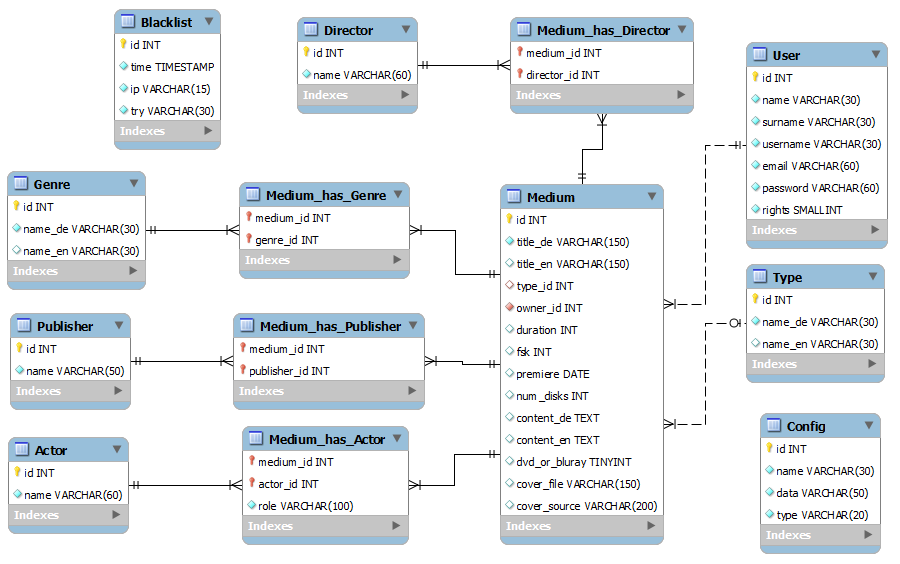 Blacklist
id INT
time TIMESTAMP
ip VARCHAR(15)
try VARCHAR(30)
Indexes
Director
id INT
name VARCHAR(60)
Indexes
Medium_has_Director
medium_id INT
director_id INT
Indexes
User
id INT
name VARCHAR(30)
surname VARCHAR(30)
username VARCHAR(30)
email VARCHAR(60)
password VARCHAR(60)
rights SMALLINT
Indexes
Genre
id INT
name_de VARCHAR(30)
name_en VARCHAR(30)
Indexes
Medium_has_Genre
medium_id INT
genre_id INT
Indexes
Medium
id INT
title_de VARCHAR(150)
title_en VARCHAR(150)
type_id INT
owner_id INT
duration INT
fsk INT
premiere DATE
num_disks INT
content_de TEXT
content_en TEXT
dvd_or_bluray TINYINT
cover_file VARCHAR(150)
cover_source VARCHAR(200)
Indexes
Type
id INT
name_de VARCHAR(30)
name_en VARCHAR(30)
Indexes
Publisher
id INT
name VARCHAR(50)
Indexes
Medium_has_Publisher
medium_id INT
publisher_id INT
Indexes
Actor
id INT
name VARCHAR(60)
Indexes
Medium_has_Actor
medium_id INT
actor_id INT
role VARCHAR(100)
Indexes
Config
id INT
name VARCHAR(30)
data VARCHAR(50)
type VARCHAR(20)
Indexes